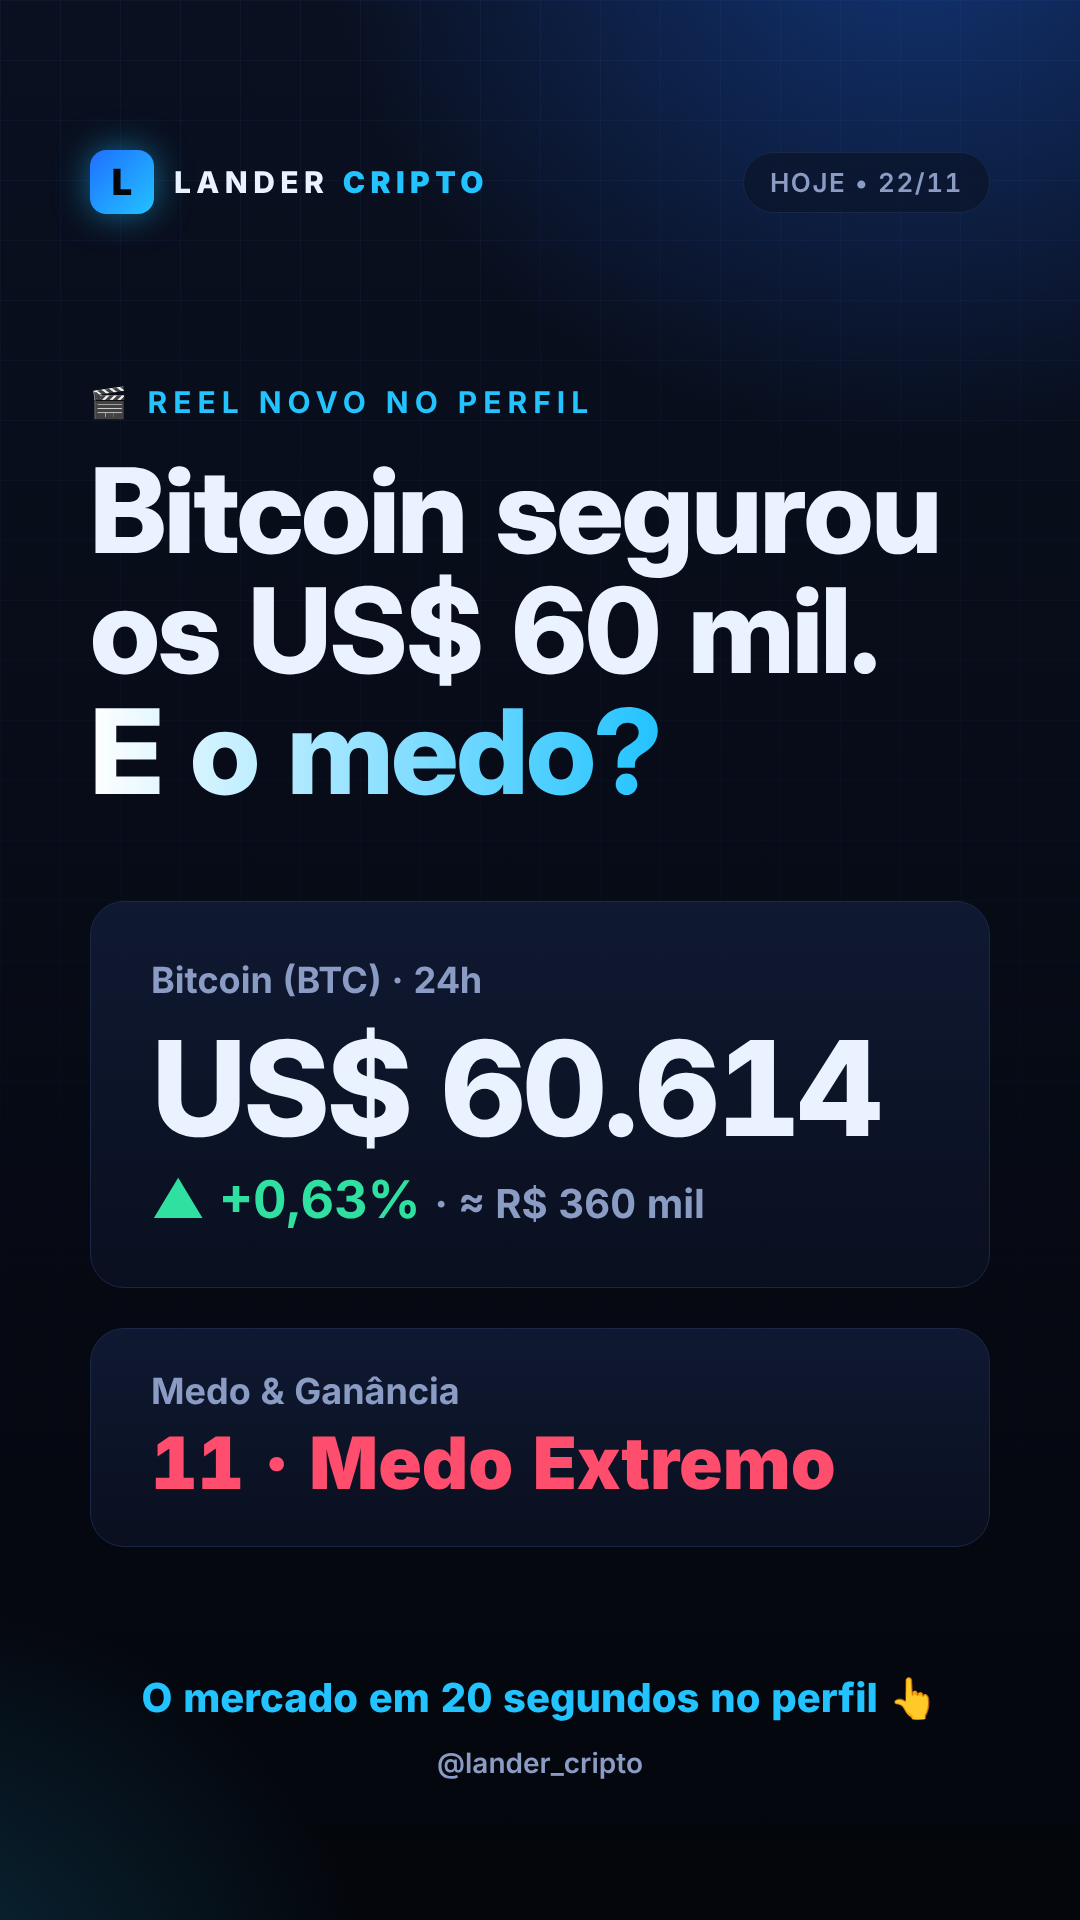 L LANDER CRIPTO
HOJE • 22/11
🎬 REEL NOVO NO PERFIL
Bitcoin segurou
os US$ 60 mil.
E o medo?
Bitcoin (BTC) · 24h
US$ 60.614
▲ +0,63% · ≈ R$ 360 mil
Medo & Ganância
11 · Medo Extremo
O mercado em 20 segundos no perfil 👆
@lander_cripto